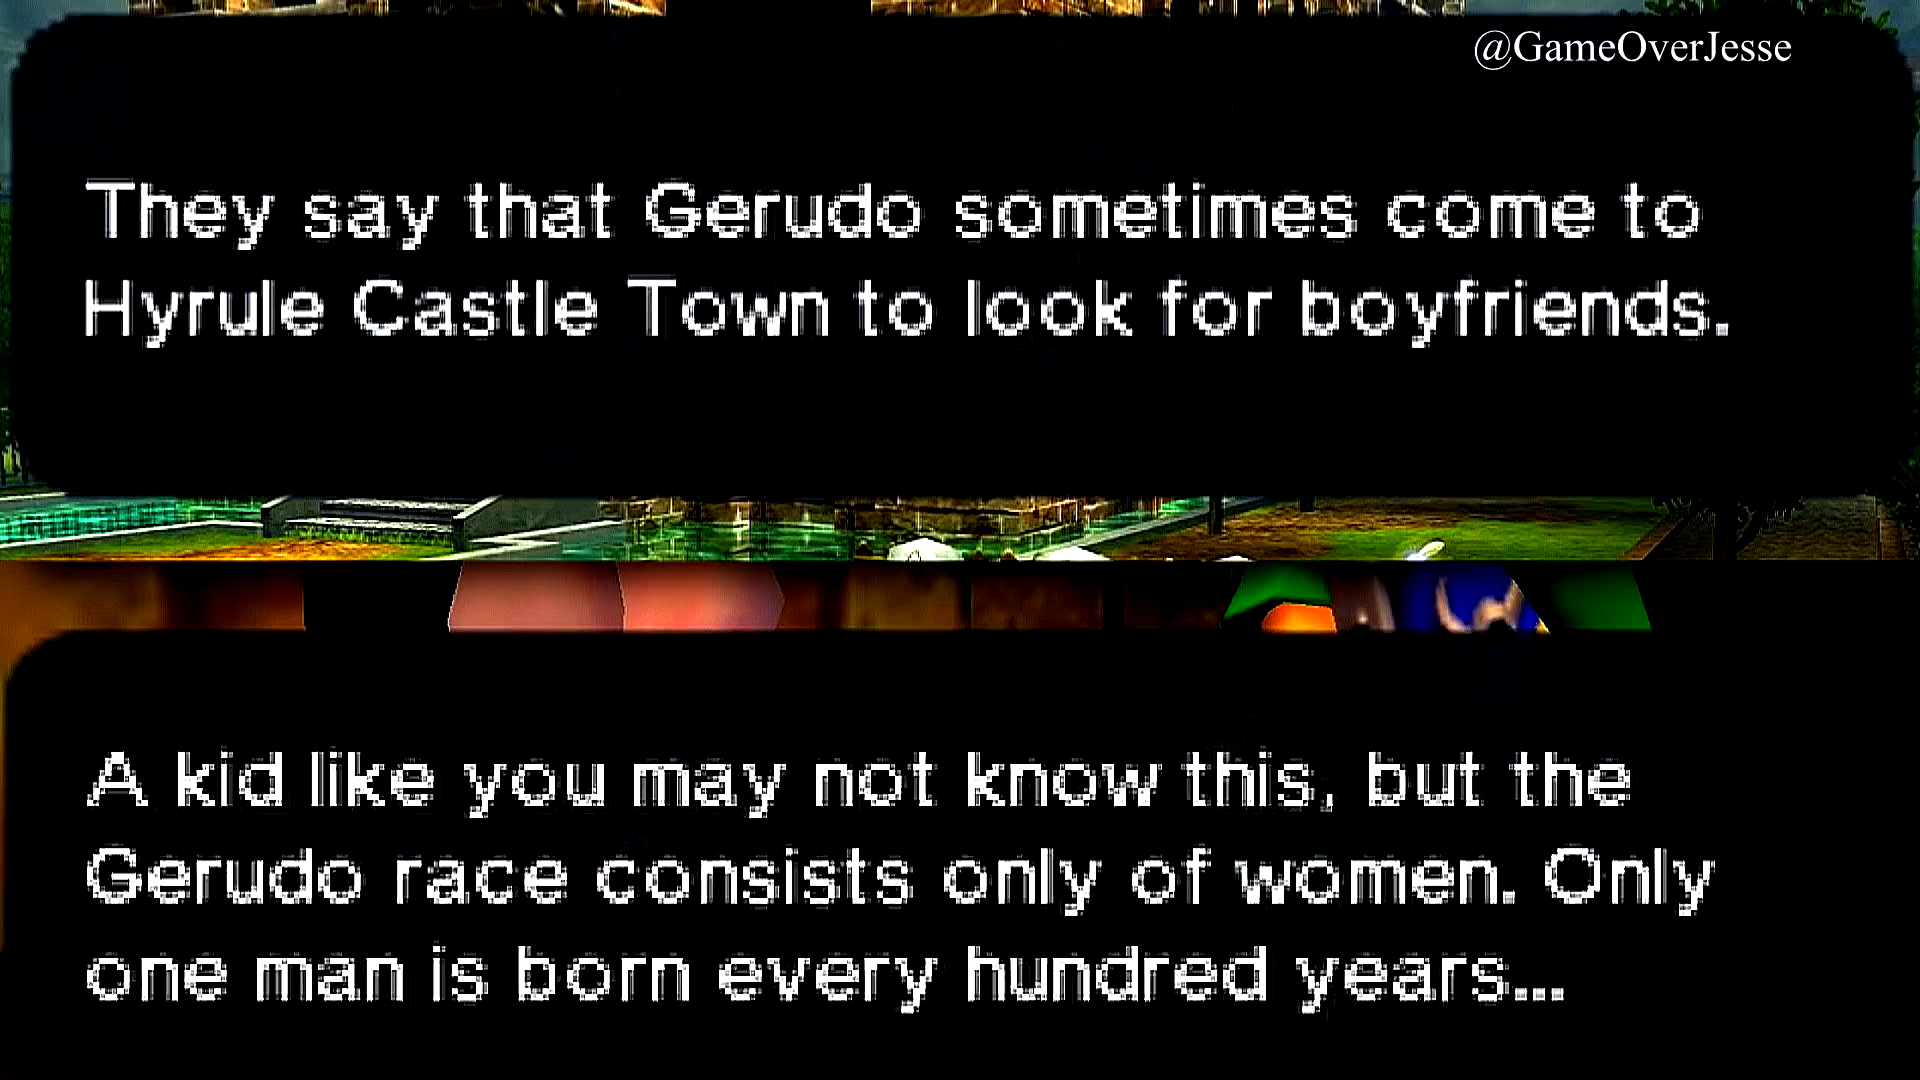 @GameOverJesse
They say that Gerudo sometimes come to
Hyrule Castle Town to look for boyfriends.
A kid like you may not know this, but the
Gerudo race consists only of women. Only
one man is born every hundred years...